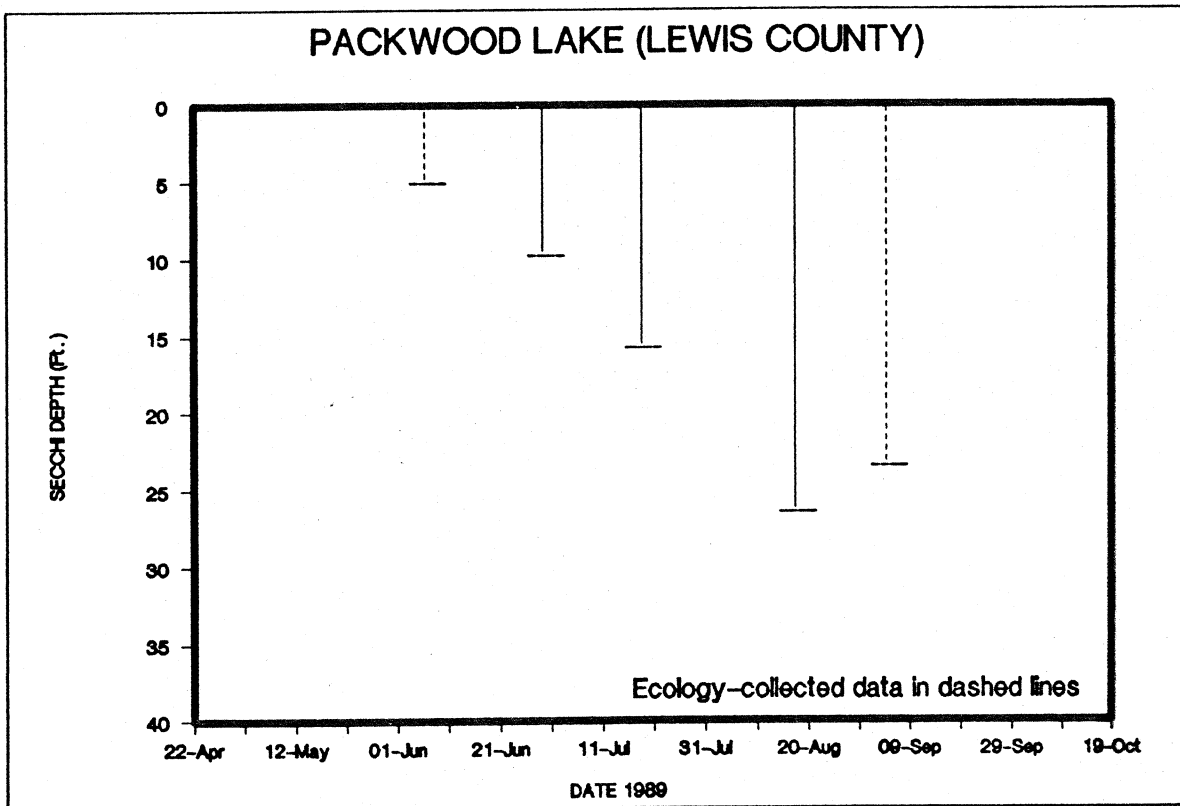 PACKWOOD LAKE (LEWIS COUNTY)
0
5
10
15
20
25
30
35
40
SECCHI DEPTH (Ft.)
Ecology-collected data in dashed lines
22-Apr 12-May 01-Jun 21-Jun 11-Jul 31-Jul 20-Aug 09-Sep 29-Sep 19-Oct
DATE 1989